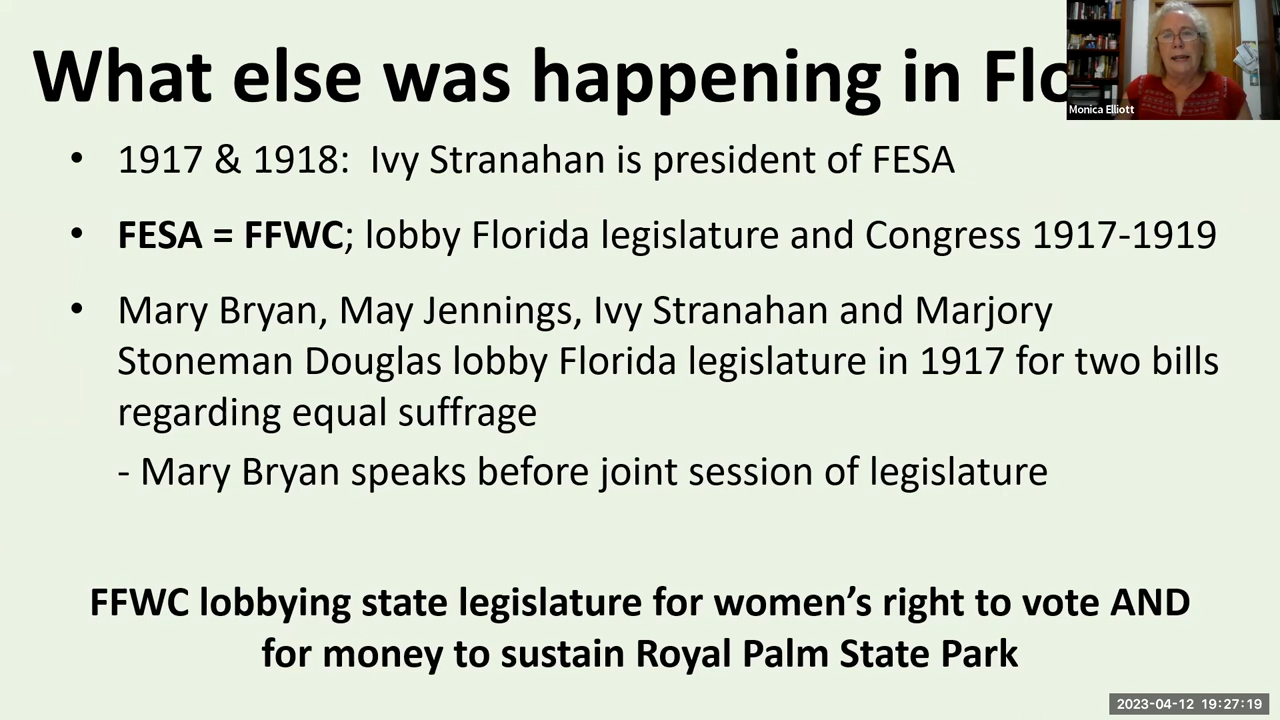 What else was happening in Flo
Monica Elliott
• 1917 & 1918:  Ivy Stranahan is president of FESA
• FESA = FFWC; lobby Florida legislature and Congress 1917-1919
• Mary Bryan, May Jennings, Ivy Stranahan and Marjory
Stoneman Douglas lobby Florida legislature in 1917 for two bills
regarding equal suffrage
- Mary Bryan speaks before joint session of legislature
FFWC lobbying state legislature for women’s right to vote AND
for money to sustain Royal Palm State Park
2023-04-12 19:27:19